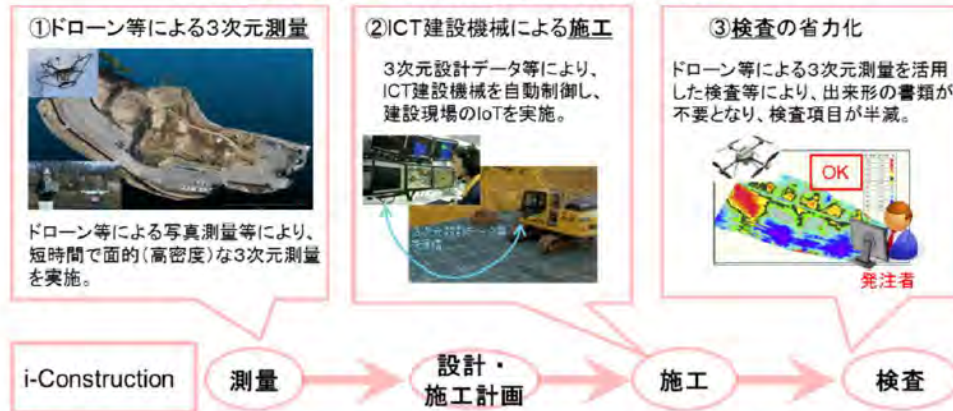 ①ドローン等による3次元測量
ドローン等による写真測量等により、
短時間で面的(高密度)な3次元測量
を実施。
②ICT建設機械による施工
3次元設計データ等により、
ICT建設機械を自動制御し、
建設現場のIoTを実施。
③検査の省力化
ドローン等による3次元測量を活用
した検査等により、出来形の書類が
不要となり、検査項目が半減。
OK
発注者
i-Construction
測量
設計・
施工計画
施工
検査